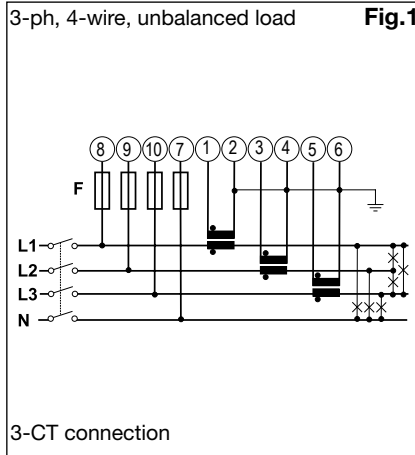 3-ph, 4-wire, unbalanced load Fig.1
8 9 10 7 1 2 3 4 5 6
F
L1
L2
L3
N
3-CT connection